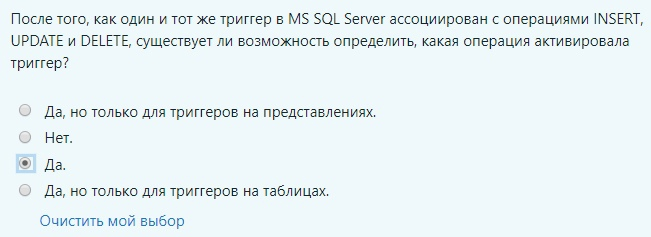 После того, как один и тот же триггер в MS SQL Server ассоциирован с операциями INSERT,
UPDATE и DELETE, существует ли возможность определить, какая операция активировала
триггер?
Да, но только для триггеров на представлениях.
Нет.
Да.
Да, но только для триггеров на таблицах.
Очистить мой выбор